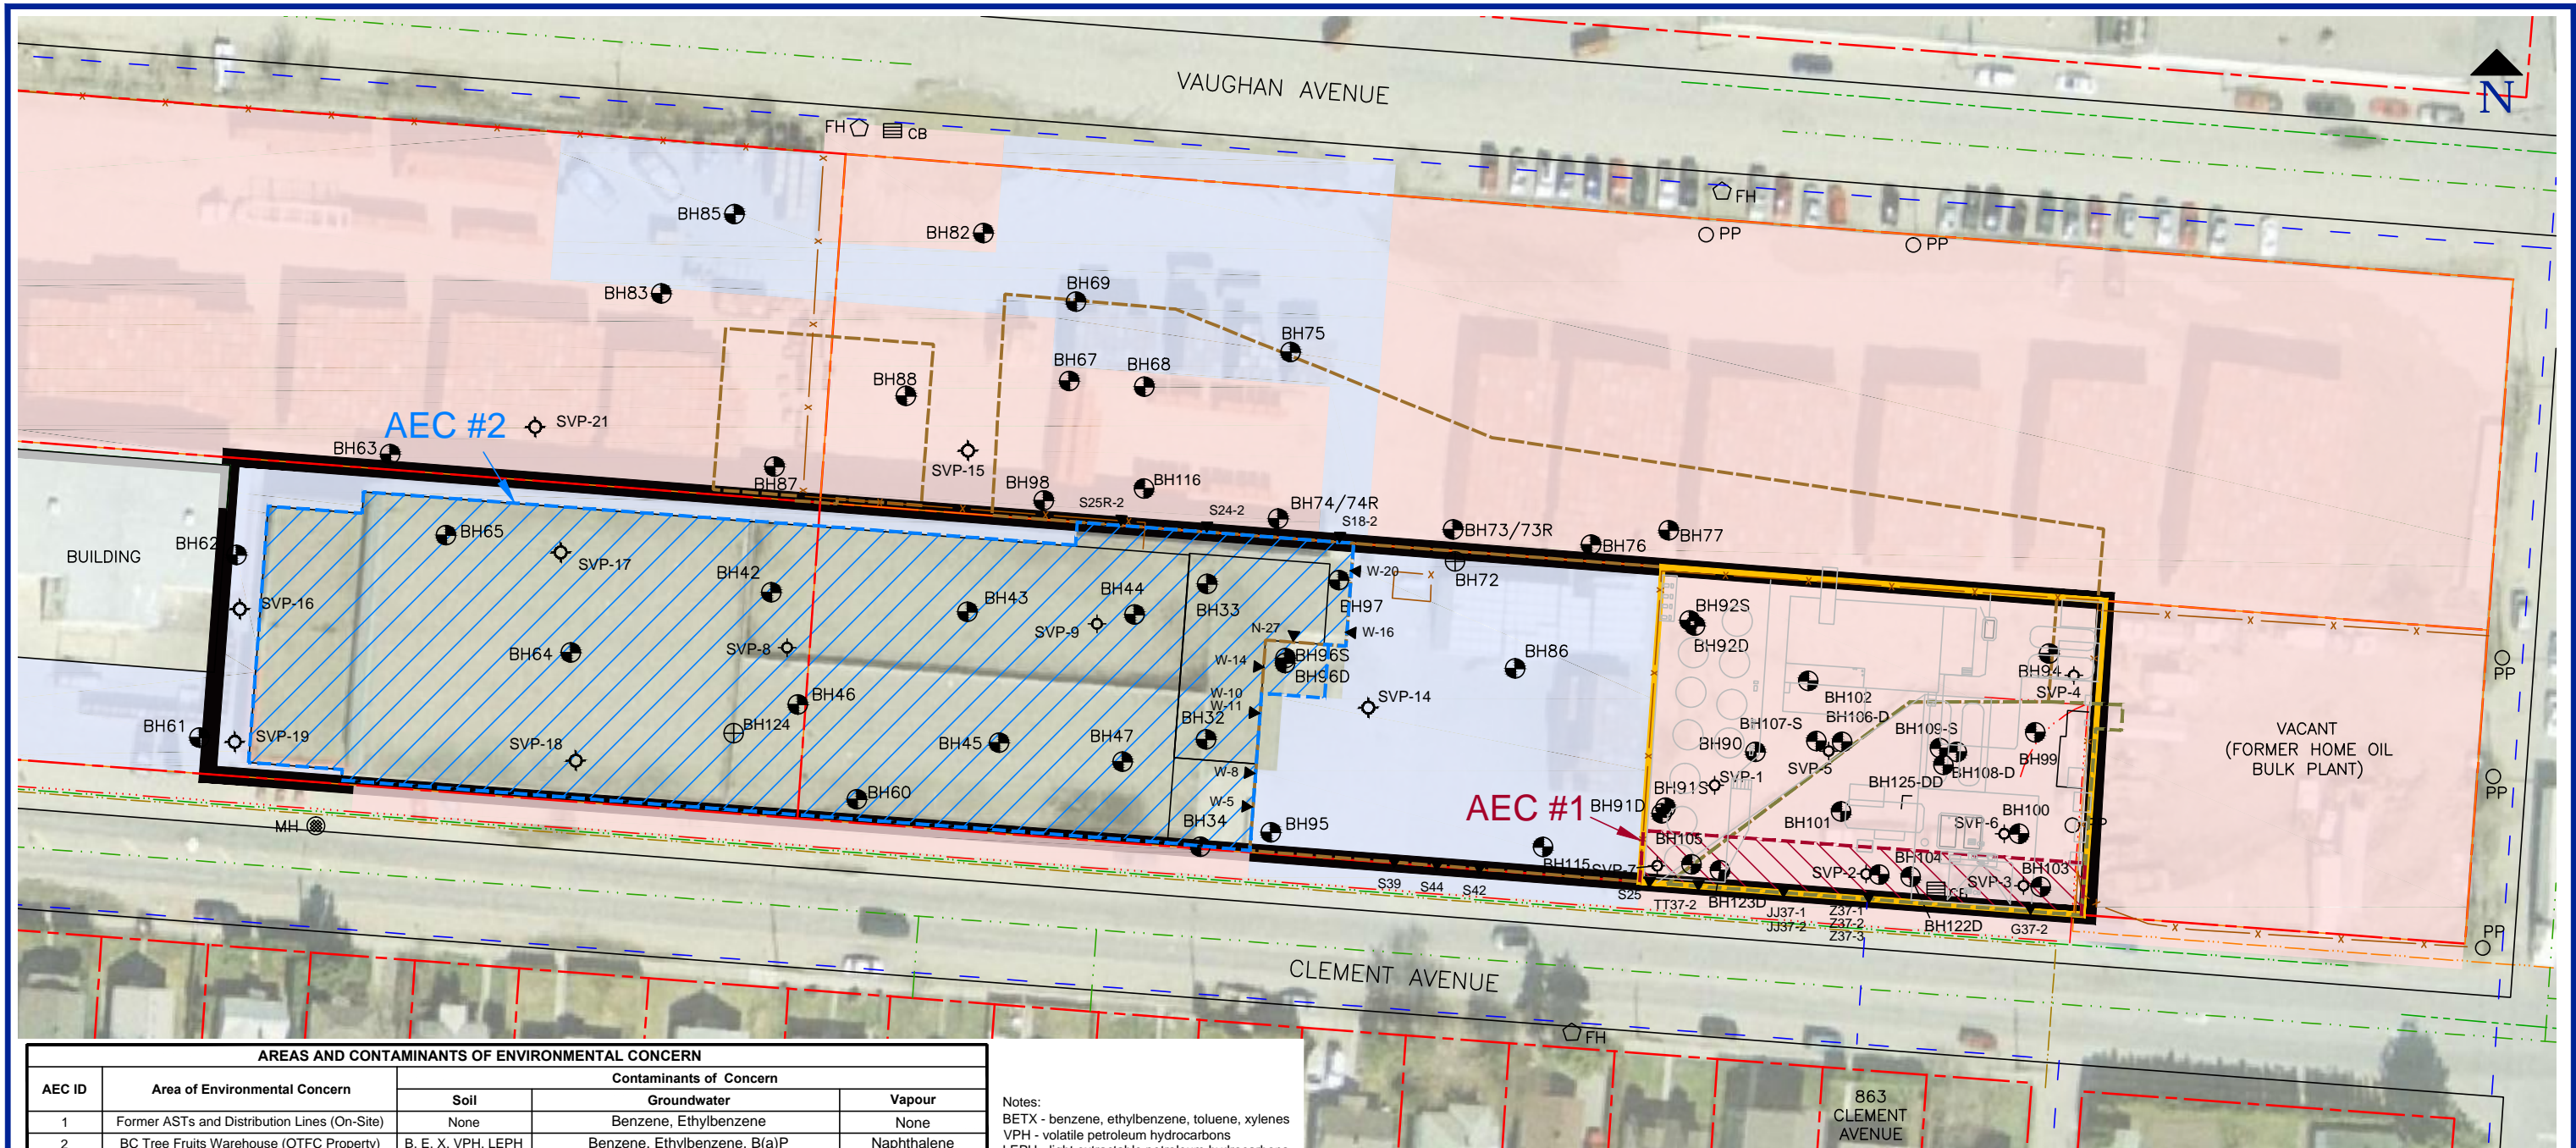 VAUGHAN AVENUE
N
FH
CB
FH
PP
PP
BH85
BH82
BH83
BH69
BH75
BH67
BH68
BH88
AEC #2
SVP-21
BH63
SVP-15
BH87
BH98
BH116
S25R-2
S24-2
BH74/74R
S18-2
BH73/73R
BH76
BH77
BH72
BUILDING
BH62
BH65
SVP-17
BH42
BH43
BH44
BH33
BH97
W-20
SVP-16
SVP-9
N-27
W-16
BH92S
BH92D
BH64
SVP-8
W-14
BH96S
BH96D
BH86
BH94
SVP-4
PP
BH46
W-10
W-11
SVP-14
BH102
BH61
SVP-19
BH124
SVP-18
BH45
BH47
BH32
BH107-S
BH106-D
BH109-S
BH90
SVP-5
BH108-D
BH99
VACANT
(FORMER HOME OIL
BULK PLANT)
W-8
SVP-1
BH125-DD
PP
BH60
W-5
AEC #1
BH91D
BH91S
BH101
SVP-6
BH100
PP
MH
BH34
BH95
BH105
BH115
SVP-7
SVP-2
BH104
CB
SVP-3
BH103
S39
S44
S42
S25
TT37-2
BH123D
JJ37-1
JJ37-2
Z37-1
Z37-2
Z37-3
BH122D
G37-2
PP
CLEMENT AVENUE
FH
863
CLEMENT
AVENUE
AREAS AND CONTAMINANTS OF ENVIRONMENTAL CONCERN
AEC ID Area of Environmental Concern Contaminants of Concern
Soil Groundwater Vapour
1 Former ASTs and Distribution Lines (On-Site) None Benzene, Ethylbenzene None
2 BC Tree Fruits Warehouse (OTFC Property) B, E, X, VPH, LEPH Benzene, Ethylbenzene, B(a)P Naphthalene
Notes:
BETX - benzene, ethylbenzene, toluene, xylenes
VPH - volatile petroleum hydrocarbons
LEPH - light extractable petroleum hydrocarbons